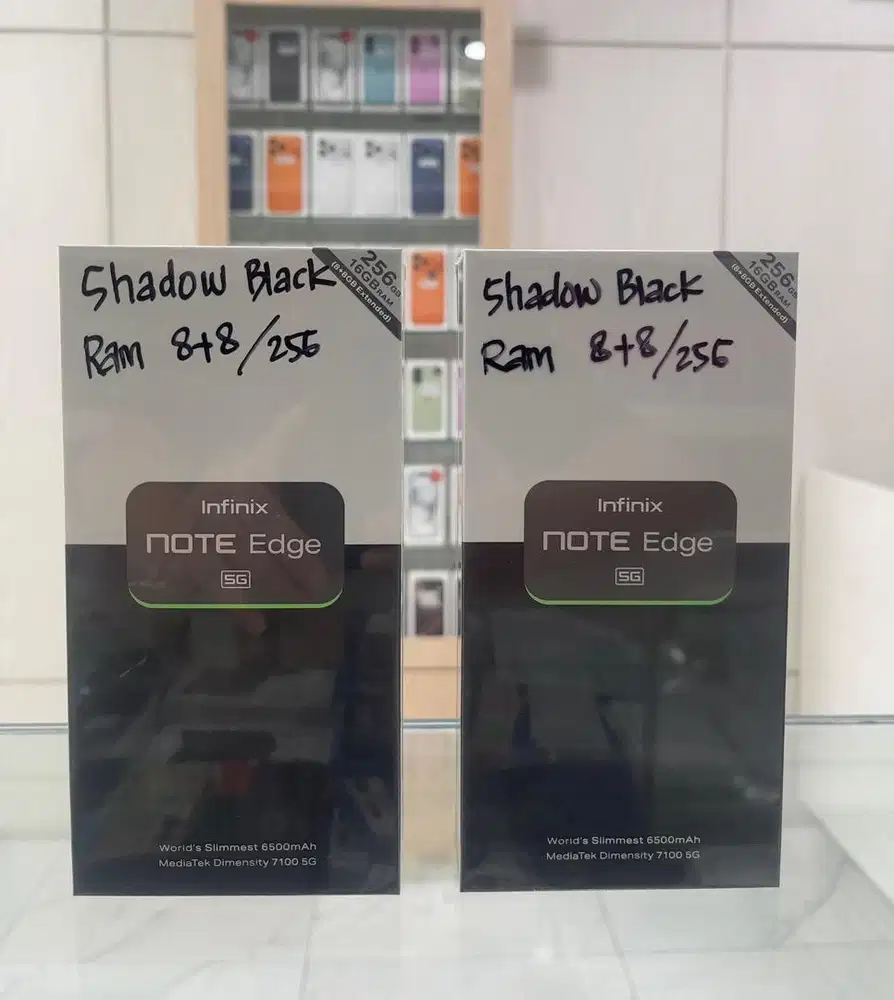 Shadow Black
Ram 8+8/256
256GB
16GB RAM
(8+8GB Extended)
Infinix
NOTE Edge
5G
World's Slimmest 6500mAh
MediaTek Dimensity 7100 5G
Shadow Black
Ram 8+8/256
256GB
16GB RAM
(8+8GB Extended)
Infinix
NOTE Edge
5G
World's Slimmest 6500mAh
MediaTek Dimensity 7100 5G